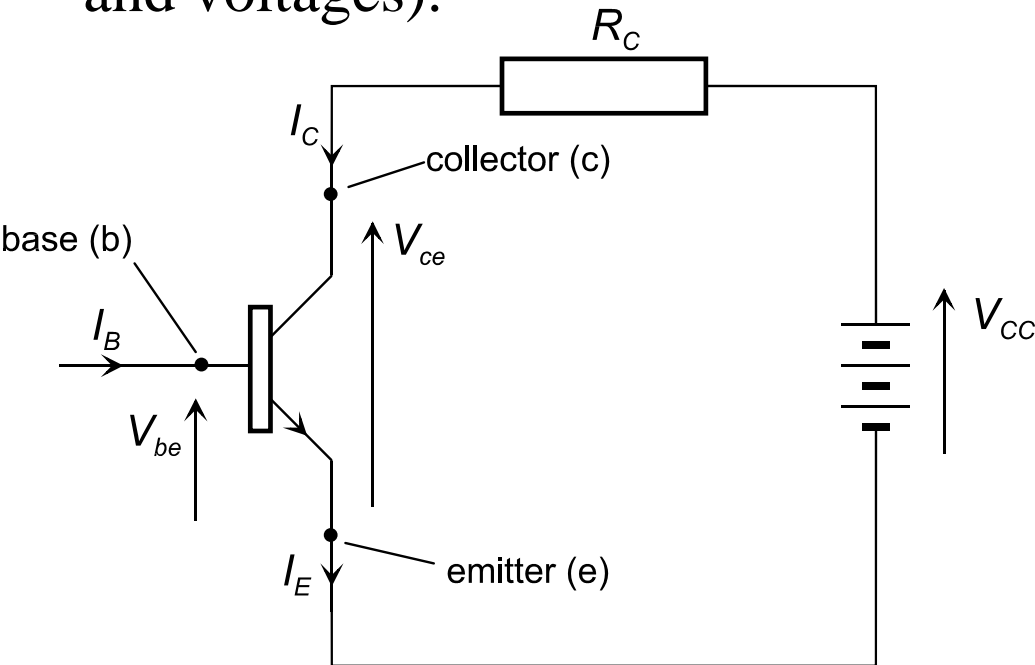 and voltages).
R_C
I_C
collector (c)
base (b)
V_ce
I_B
V_CC
V_be
I_E
emitter (e)